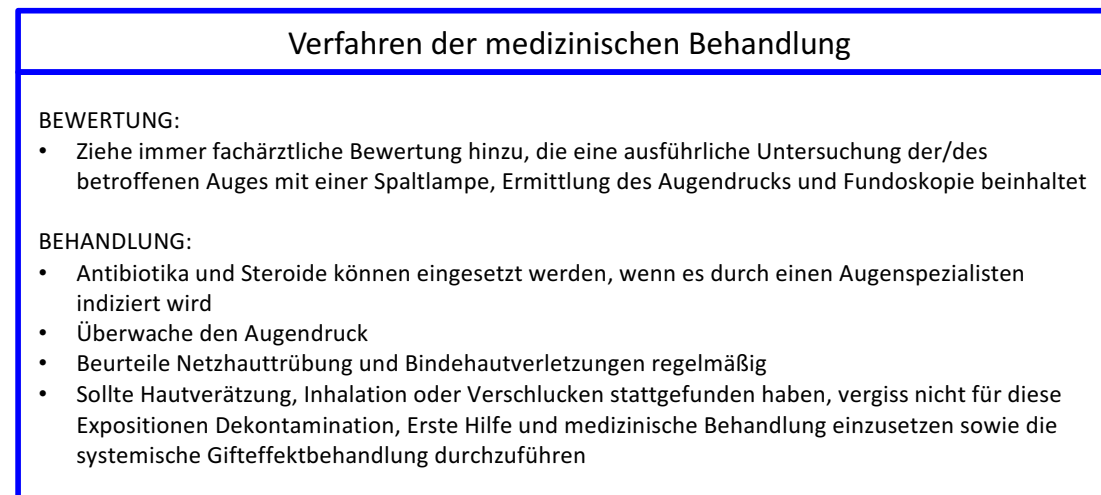 Verfahren der medizinischen Behandlung
BEWERTUNG:
• Ziehe immer fachärztliche Bewertung hinzu, die eine ausführliche Untersuchung der/des
betroffenen Auges mit einer Spaltlampe, Ermittlung des Augendrucks und Fundoskopie beinhaltet
BEHANDLUNG:
• Antibiotika und Steroide können eingesetzt werden, wenn es durch einen Augenspezialisten
indiziert wird
• Überwache den Augendruck
• Beurteile Netzhauttrübung und Bindehautverletzungen regelmäßig
• Sollte Hautverätzung, Inhalation oder Verschlucken stattgefunden haben, vergiss nicht für diese
Expositionen Dekontamination, Erste Hilfe und medizinische Behandlung einzusetzen sowie die
systemische Gifteffektbehandlung durchzuführen